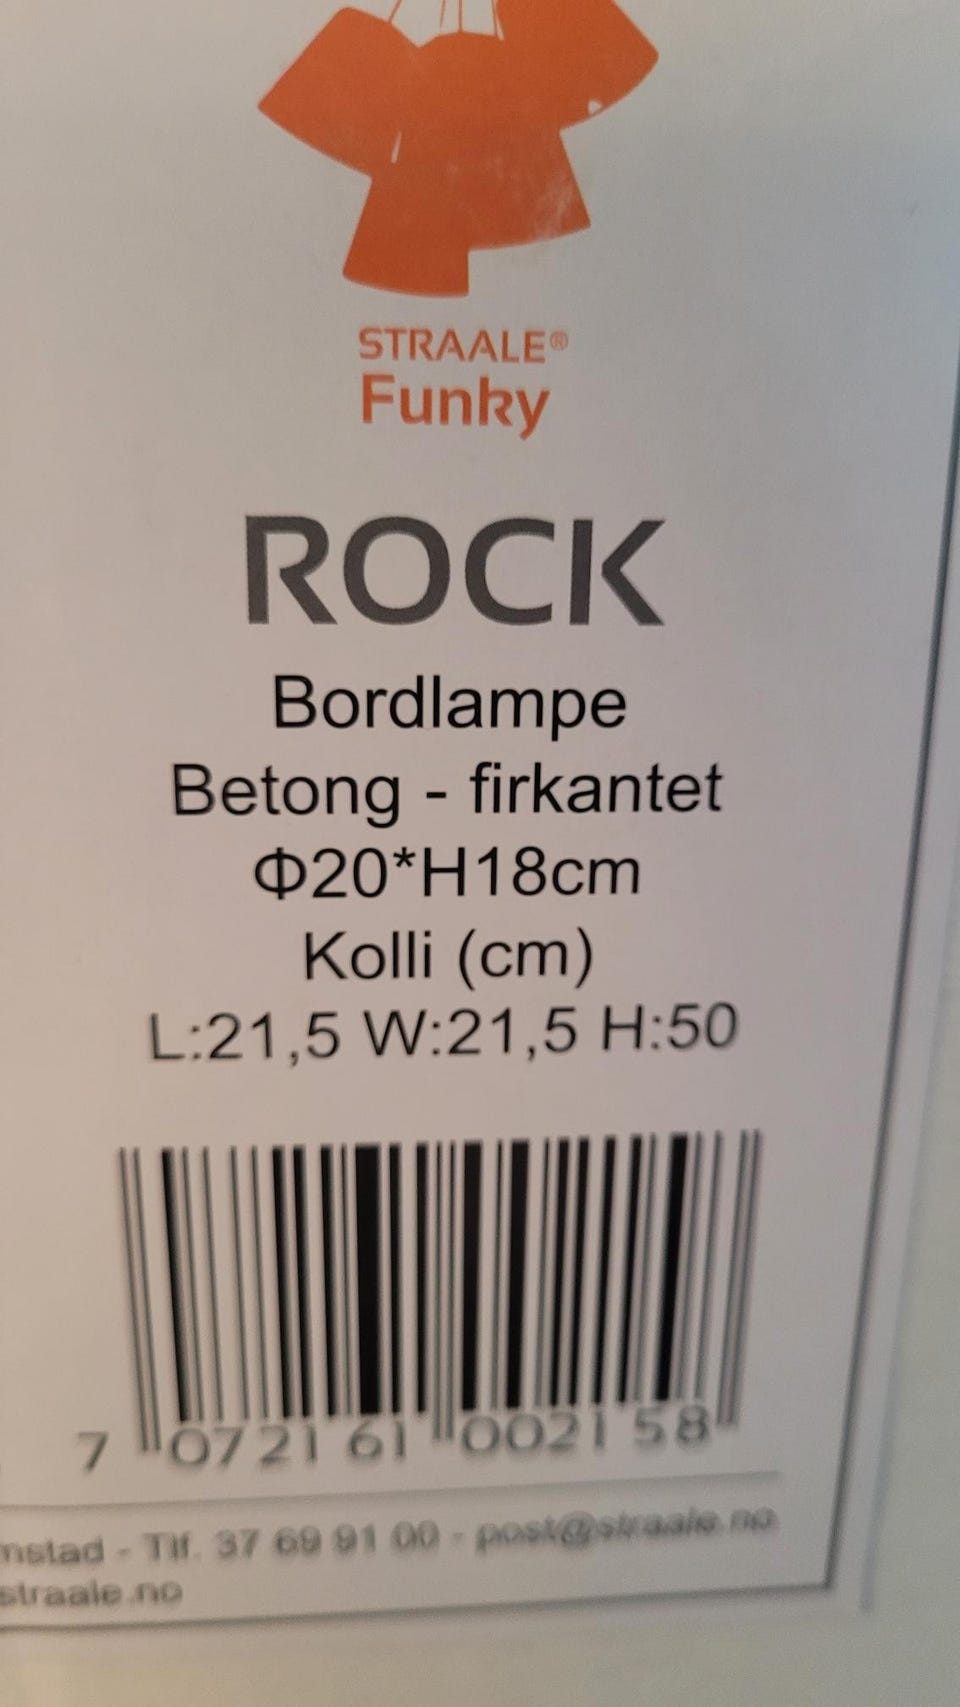 STRAALE®
Funky
ROCK
Bordlampe
Betong - firkantet
Φ20*H18cm
Kolli (cm)
L:21,5 W:21,5 H:50
7 072161 002158
mstad - Tlf. 37 69 91 00 - post@straale.no
straale.no